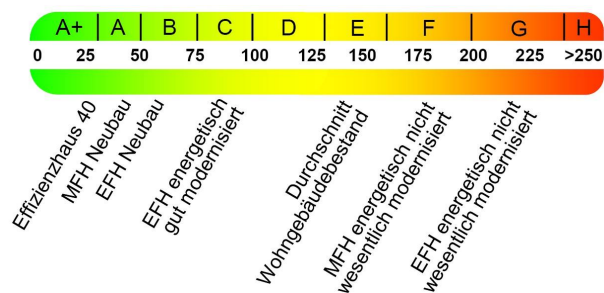 A+ A B C D E F G H
0 25 50 75 100 125 150 175 200 225 >250
Effizienzhaus 40
MFH Neubau
EFH Neubau
EFH energetisch
gut modernisiert
Durchschnitt
Wohngebäudebestand
MFH energetisch nicht
wesentlich modernisiert
EFH energetisch nicht
wesentlich modernisiert